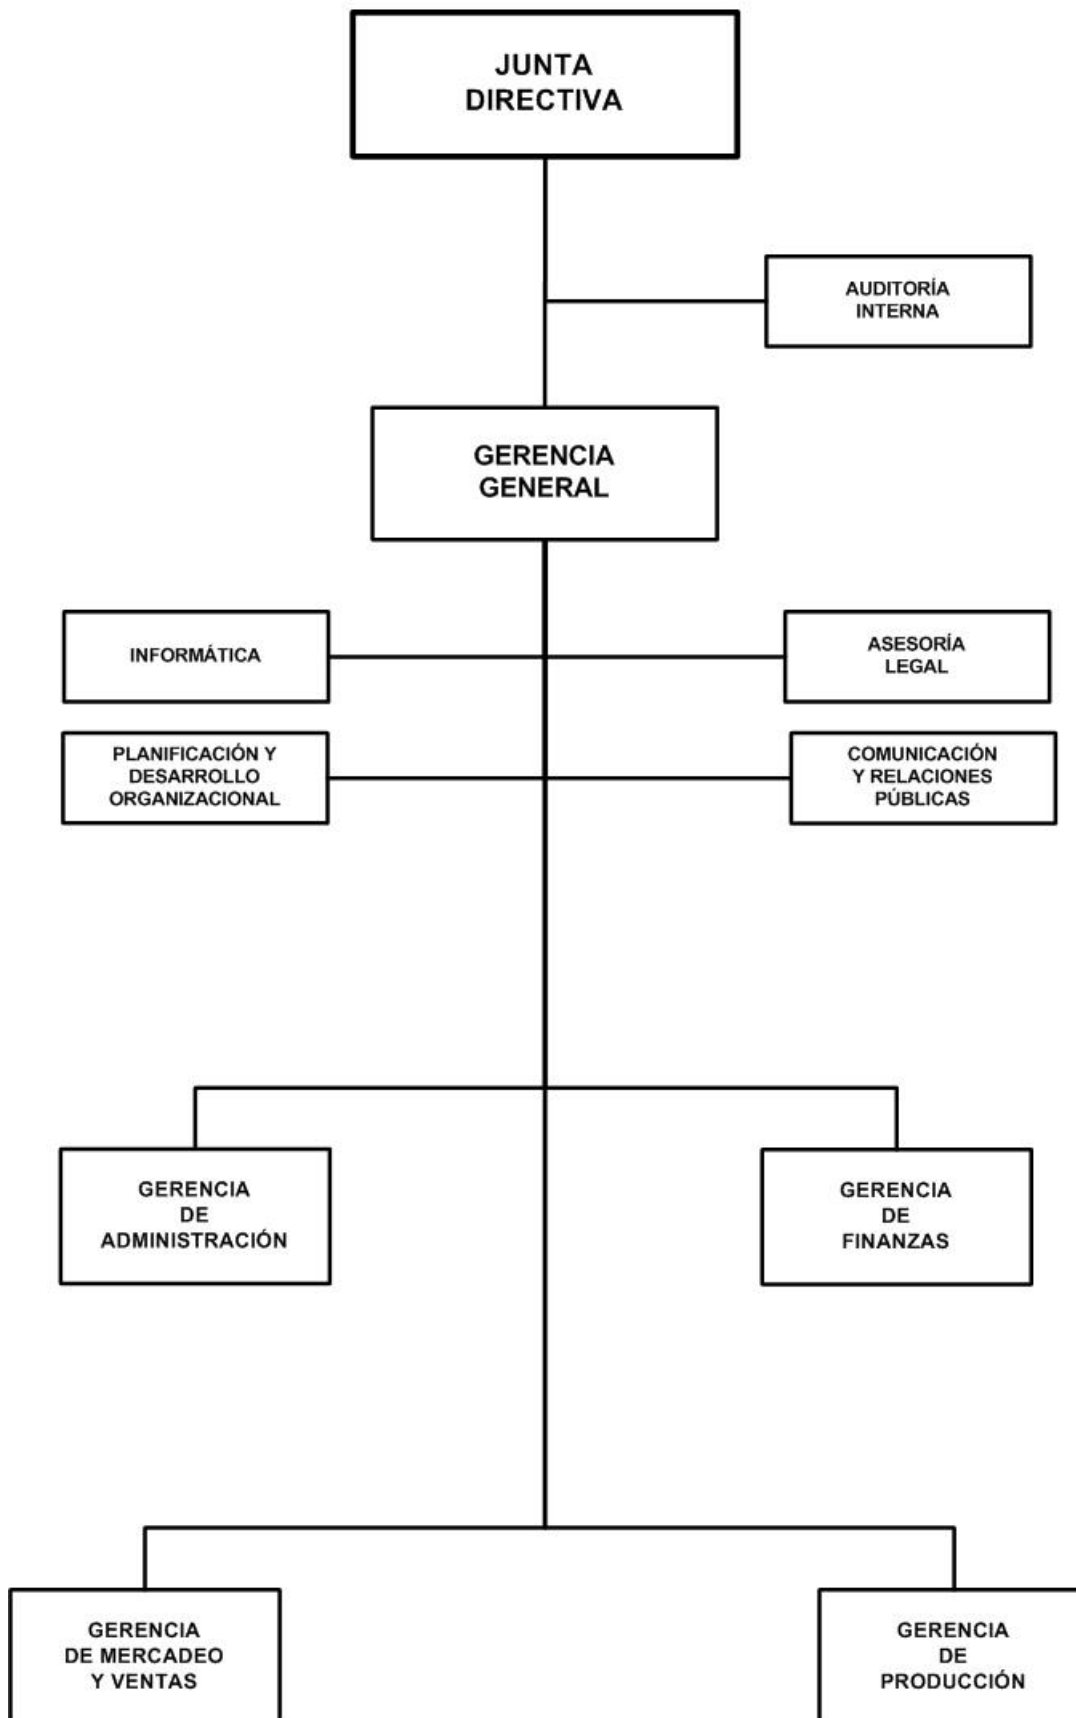 JUNTA
DIRECTIVA
AUDITORÍA
INTERNA
GERENCIA
GENERAL
INFORMÁTICA
ASESORÍA
LEGAL
PLANIFICACIÓN Y
DESARROLLO
ORGANIZACIONAL
COMUNICACIÓN
Y RELACIONES
PÚBLICAS
GERENCIA
DE
ADMINISTRACIÓN
GERENCIA
DE
FINANZAS
GERENCIA
DE MERCADEO
Y VENTAS
GERENCIA
DE
PRODUCCIÓN